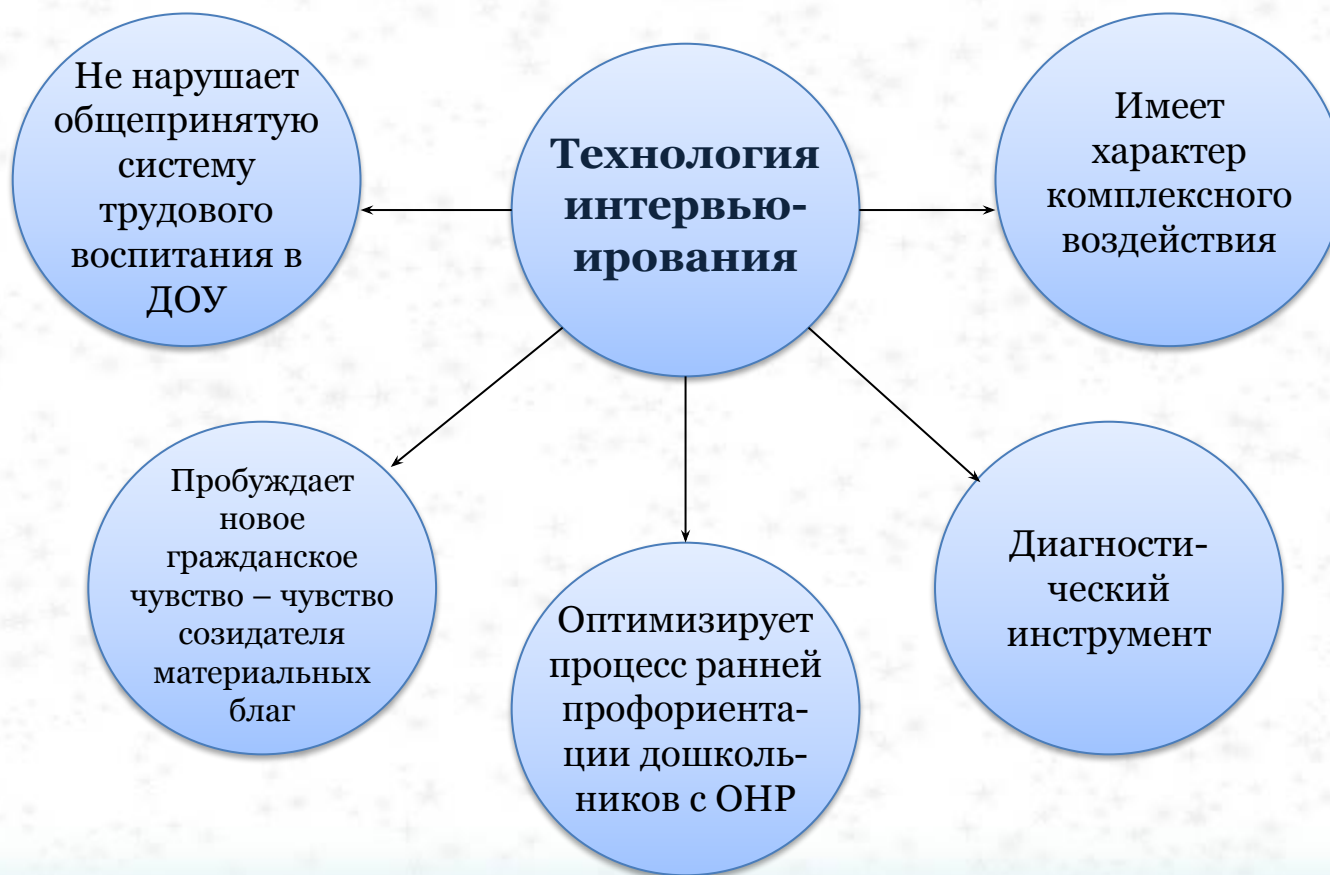 Не нарушает
общепринятую
систему
трудового
воспитания в
ДОУ
Технология
интервью-
ирования
Имеет
характер
комплексного
воздействия
Пробуждает
новое
гражданское
чувство – чувство
созидателя
материальных
благ
Оптимизирует
процесс ранней
профориента-
ции дошколь-
ников с ОНР
Диагности-
ческий
инструмент